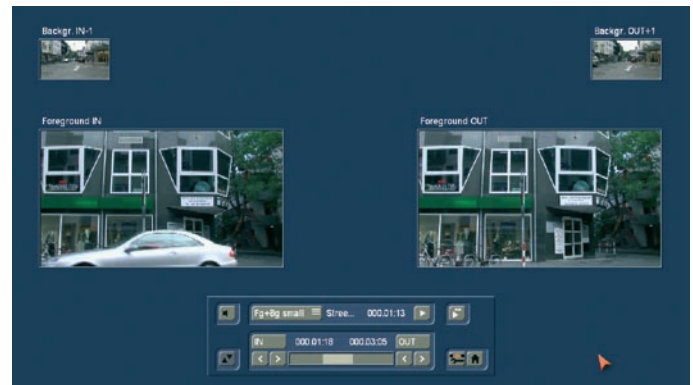 Backgr. IN-1
Backgr. OUT+1
Foreground IN
Foreground OUT
Fg+Bg small Stree... 000.01:13
IN 000.01:18 000.03:05 OUT